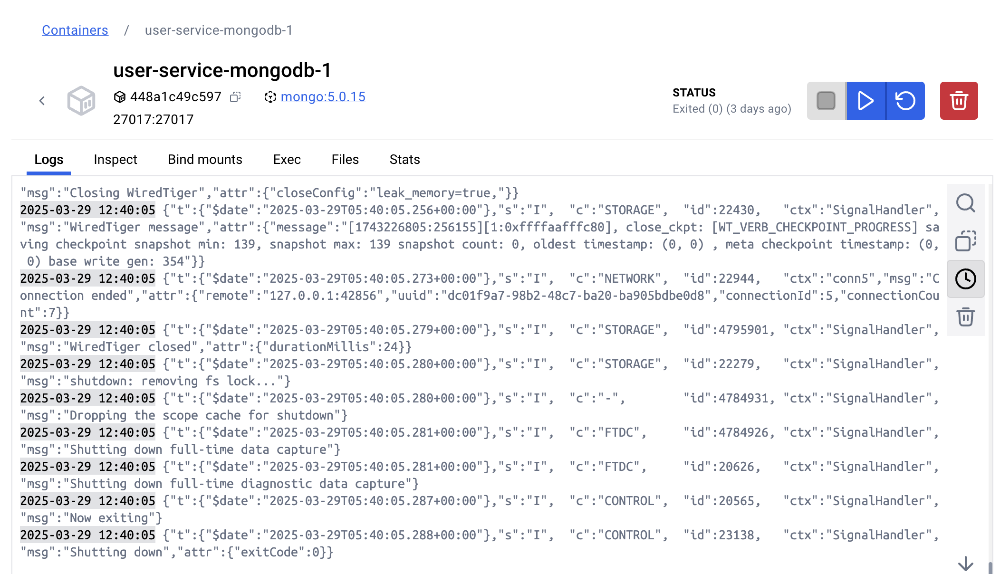 Containers / user-service-mongodb-1
user-service-mongodb-1
448a1c49c597 mongo:5.0.15
27017:27017
STATUS
Exited (0) (3 days ago)
Logs Inspect Bind mounts Exec Files Stats
"msg":"Closing WiredTiger","attr":{"closeConfig":"leak_memory=true,"}}
2025-03-29 12:40:05 {"t":{"$date":"2025-03-29T05:40:05.256+00:00"},"s":"I",  "c":"STORAGE",  "id":22430,   "ctx":"SignalHandler",
"msg":"WiredTiger message","attr":{"message":"[1743226805:256155][1:0xffffaafffc80], close_ckpt: [WT_VERB_CHECKPOINT_PROGRESS] sa
ving checkpoint snapshot min: 139, snapshot max: 139 snapshot count: 0, oldest timestamp: (0, 0) , meta checkpoint timestamp: (0,
 0) base write gen: 354"}}
2025-03-29 12:40:05 {"t":{"$date":"2025-03-29T05:40:05.273+00:00"},"s":"I",  "c":"NETWORK",  "id":22944,   "ctx":"conn5","msg":"C
onnection ended","attr":{"remote":"127.0.0.1:42856","uuid":"dc01f9a7-98b2-48c7-ba20-ba905bdbe0d8","connectionId":5,"connectionCou
nt":7}}
2025-03-29 12:40:05 {"t":{"$date":"2025-03-29T05:40:05.279+00:00"},"s":"I",  "c":"STORAGE",  "id":4795901, "ctx":"SignalHandler",
"msg":"WiredTiger closed","attr":{"durationMillis":24}}
2025-03-29 12:40:05 {"t":{"$date":"2025-03-29T05:40:05.280+00:00"},"s":"I",  "c":"STORAGE",  "id":22279,   "ctx":"SignalHandler",
"msg":"shutdown: removing fs lock..."}
2025-03-29 12:40:05 {"t":{"$date":"2025-03-29T05:40:05.280+00:00"},"s":"I",  "c":"-",        "id":4784931, "ctx":"SignalHandler",
"msg":"Dropping the scope cache for shutdown"}
2025-03-29 12:40:05 {"t":{"$date":"2025-03-29T05:40:05.281+00:00"},"s":"I",  "c":"FTDC",     "id":4784926, "ctx":"SignalHandler",
"msg":"Shutting down full-time data capture"}
2025-03-29 12:40:05 {"t":{"$date":"2025-03-29T05:40:05.281+00:00"},"s":"I",  "c":"FTDC",     "id":20626,   "ctx":"SignalHandler",
"msg":"Shutting down full-time diagnostic data capture"}
2025-03-29 12:40:05 {"t":{"$date":"2025-03-29T05:40:05.287+00:00"},"s":"I",  "c":"CONTROL",  "id":20565,   "ctx":"SignalHandler",
"msg":"Now exiting"}
2025-03-29 12:40:05 {"t":{"$date":"2025-03-29T05:40:05.288+00:00"},"s":"I",  "c":"CONTROL",  "id":23138,   "ctx":"SignalHandler",
"msg":"Shutting down","attr":{"exitCode":0}}